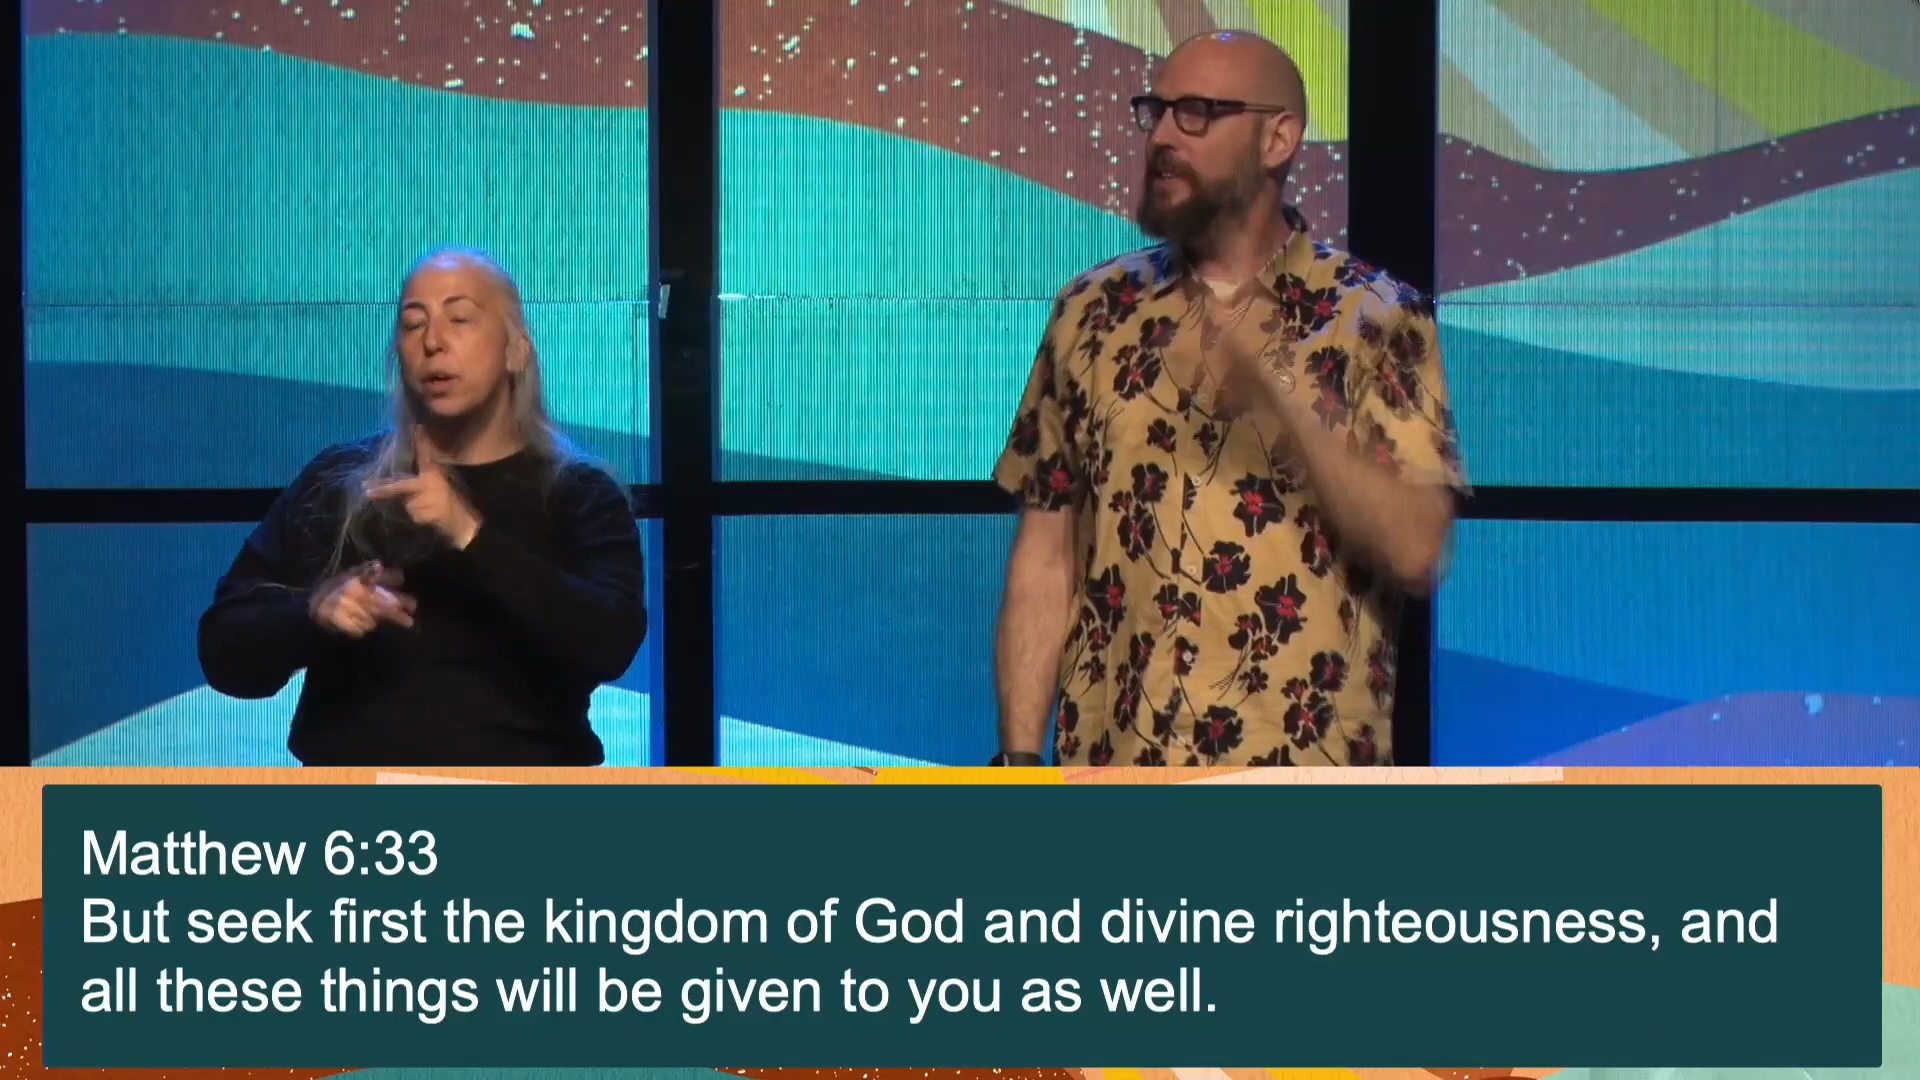 Matthew 6:33
But seek first the kingdom of God and divine righteousness, and
all these things will be given to you as well.